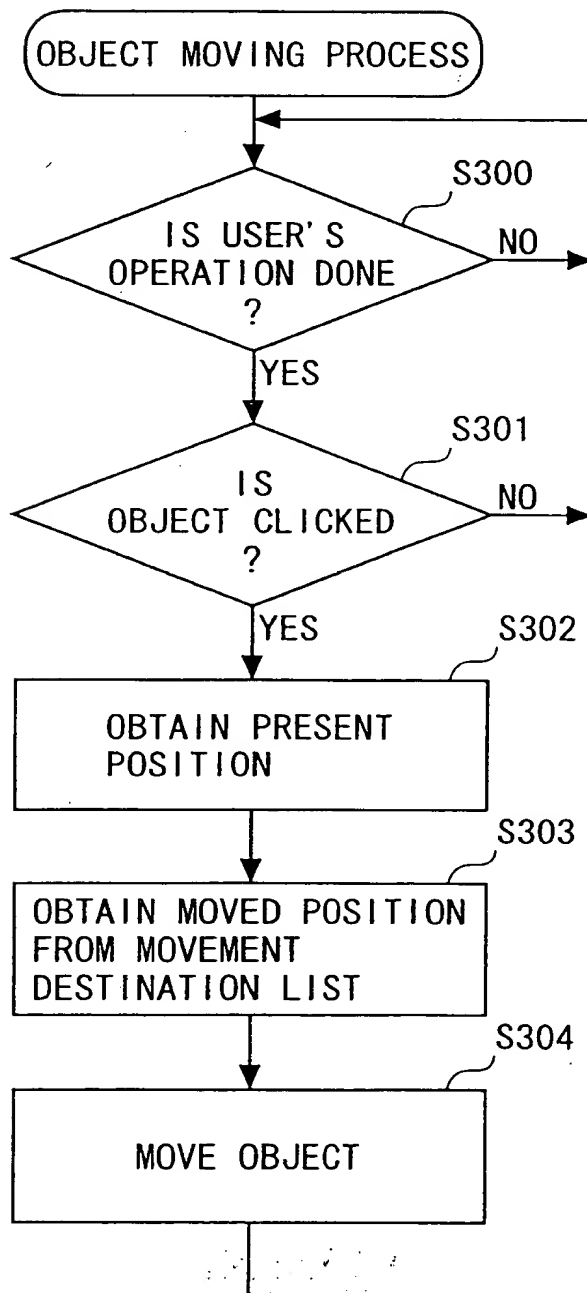 OBJECT MOVING PROCESS
S300
IS USER'S
OPERATION DONE
?
NO
YES
S301
IS
OBJECT CLICKED
?
NO
YES
S302
OBTAIN PRESENT
POSITION
S303
OBTAIN MOVED POSITION
FROM MOVEMENT
DESTINATION LIST
S304
MOVE OBJECT